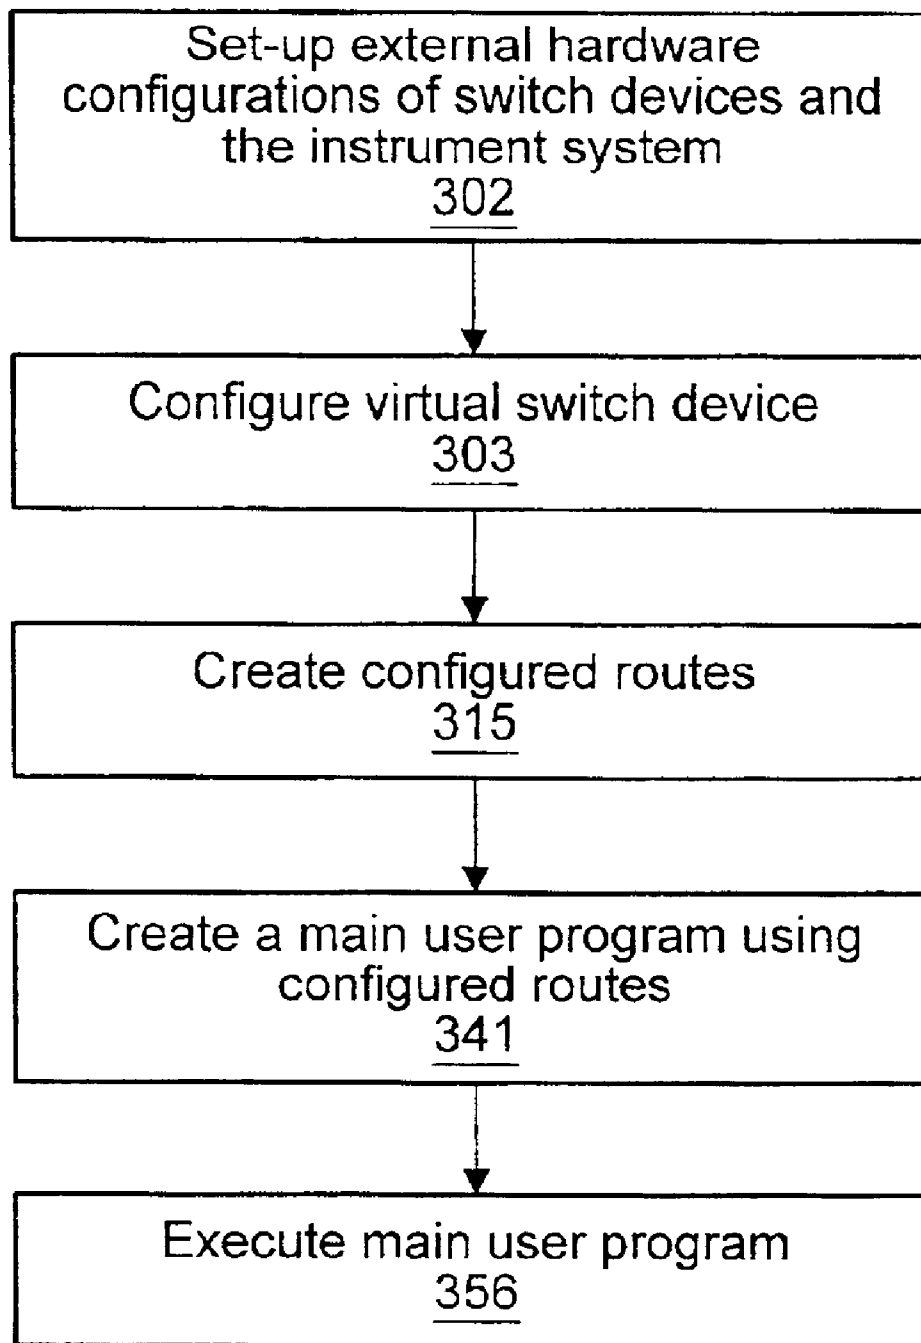 Set-up external hardware
configurations of switch devices and
the instrument system
302
Configure virtual switch device
303
Create configured routes
315
Create a main user program using
configured routes
341
Execute main user program
356